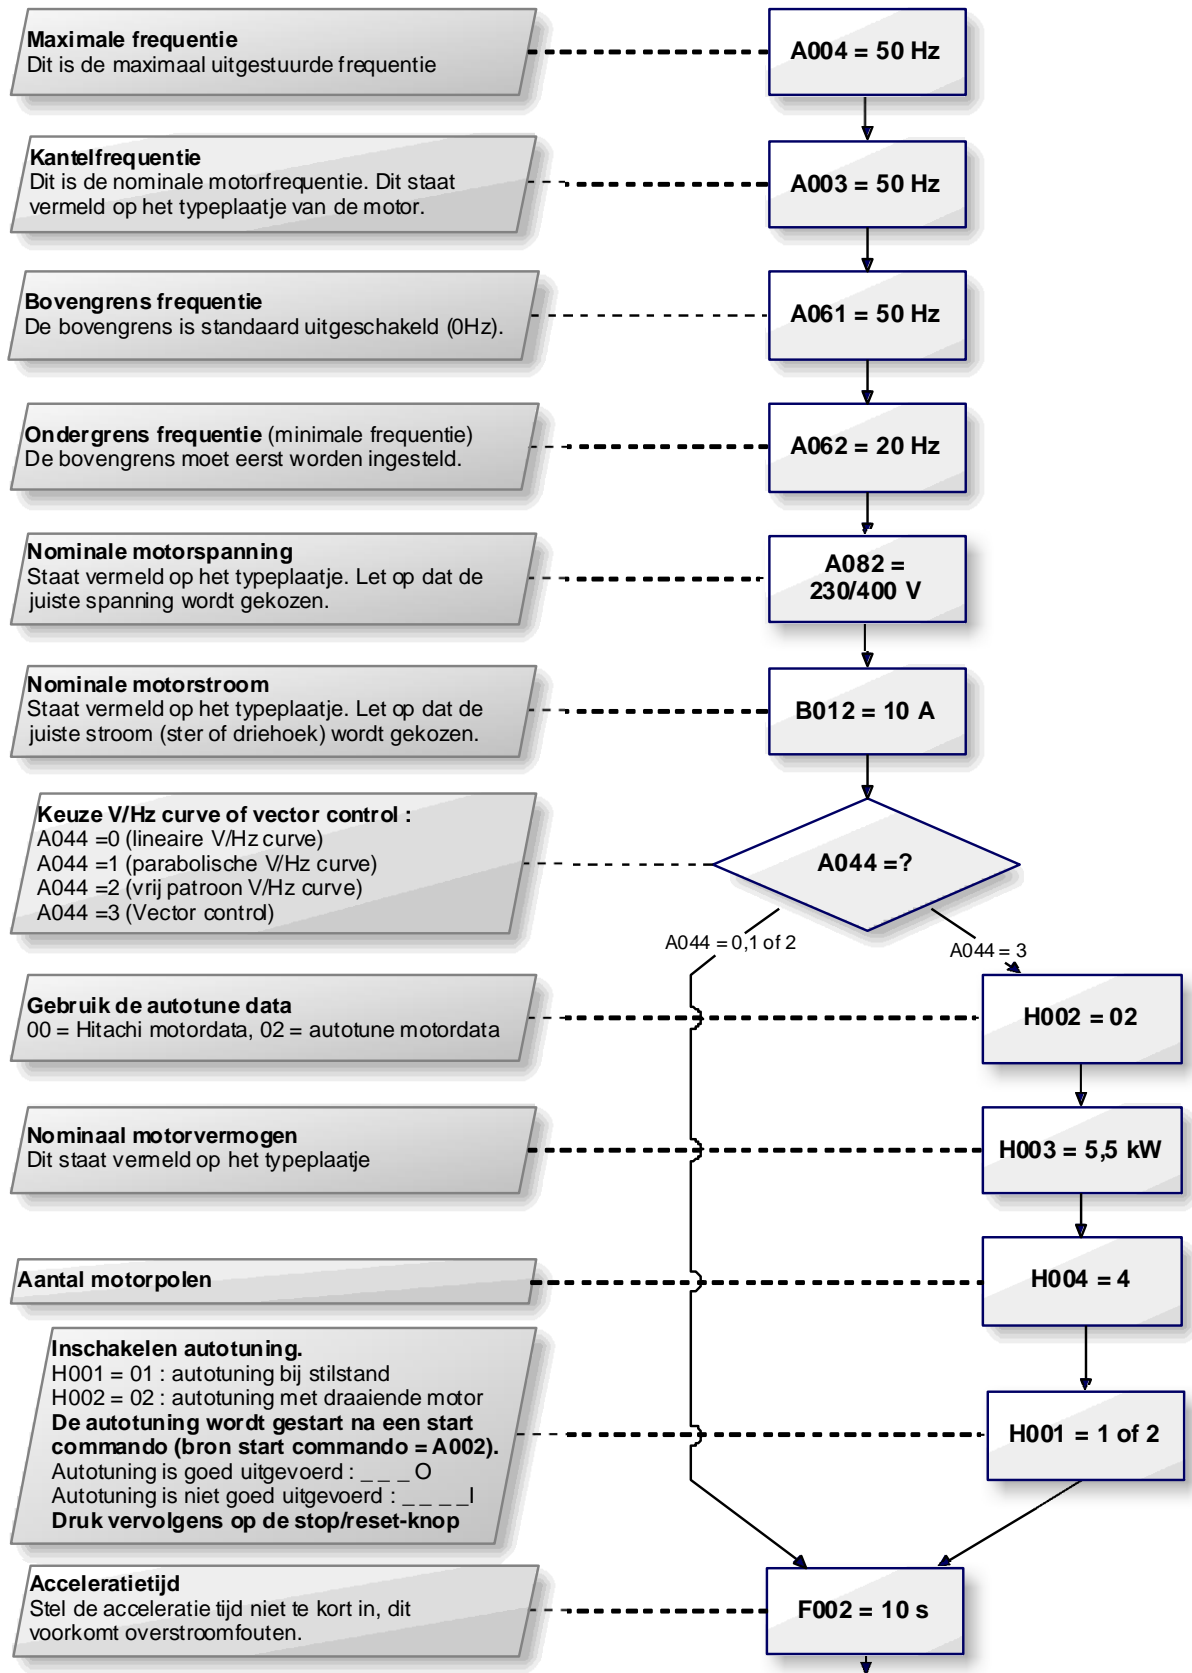 Maximale frequentie
Dit is de maximaal uitgestuurde frequentie
A004 = 50 Hz
Kantelfrequentie
Dit is de nominale motorfrequentie. Dit staat
vermeld op het typeplaatje van de motor.
A003 = 50 Hz
Bovengrens frequentie
De bovengrens is standaard uitgeschakeld (0Hz).
A061 = 50 Hz
Ondergrens frequentie (minimale frequentie)
De bovengrens moet eerst worden ingesteld.
A062 = 20 Hz
Nominale motorspanning
Staat vermeld op het typeplaatje. Let op dat de
juiste spanning wordt gekozen.
A082 =
230/400 V
Nominale motorstroom
Staat vermeld op het typeplaatje. Let op dat de
juiste stroom (ster of driehoek) wordt gekozen.
B012 = 10 A
Keuze V/Hz curve of vector control :
A044 =0 (lineaire V/Hz curve)
A044 =1 (parabolische V/Hz curve)
A044 =2 (vrij patroon V/Hz curve)
A044 =3 (Vector control)
A044 =?
A044 = 0,1 of 2
A044 = 3
Gebruik de autotune data
00 = Hitachi motordata, 02 = autotune motordata
H002 = 02
Nominaal motorvermogen
Dit staat vermeld op het typeplaatje
H003 = 5,5 kW
Aantal motorpolen
H004 = 4
Inschakelen autotuning.
H001 = 01 : autotuning bij stilstand
H002 = 02 : autotuning met draaiende motor
De autotuning wordt gestart na een start
commando (bron start commando = A002).
Autotuning is goed uitgevoerd : _ _ _ O
Autotuning is niet goed uitgevoerd : _ _ _ _I
Druk vervolgens op de stop/reset-knop
H001 = 1 of 2
Acceleratietijd
Stel de acceleratie tijd niet te kort in, dit
voorkomt overstroomfouten.
F002 = 10 s